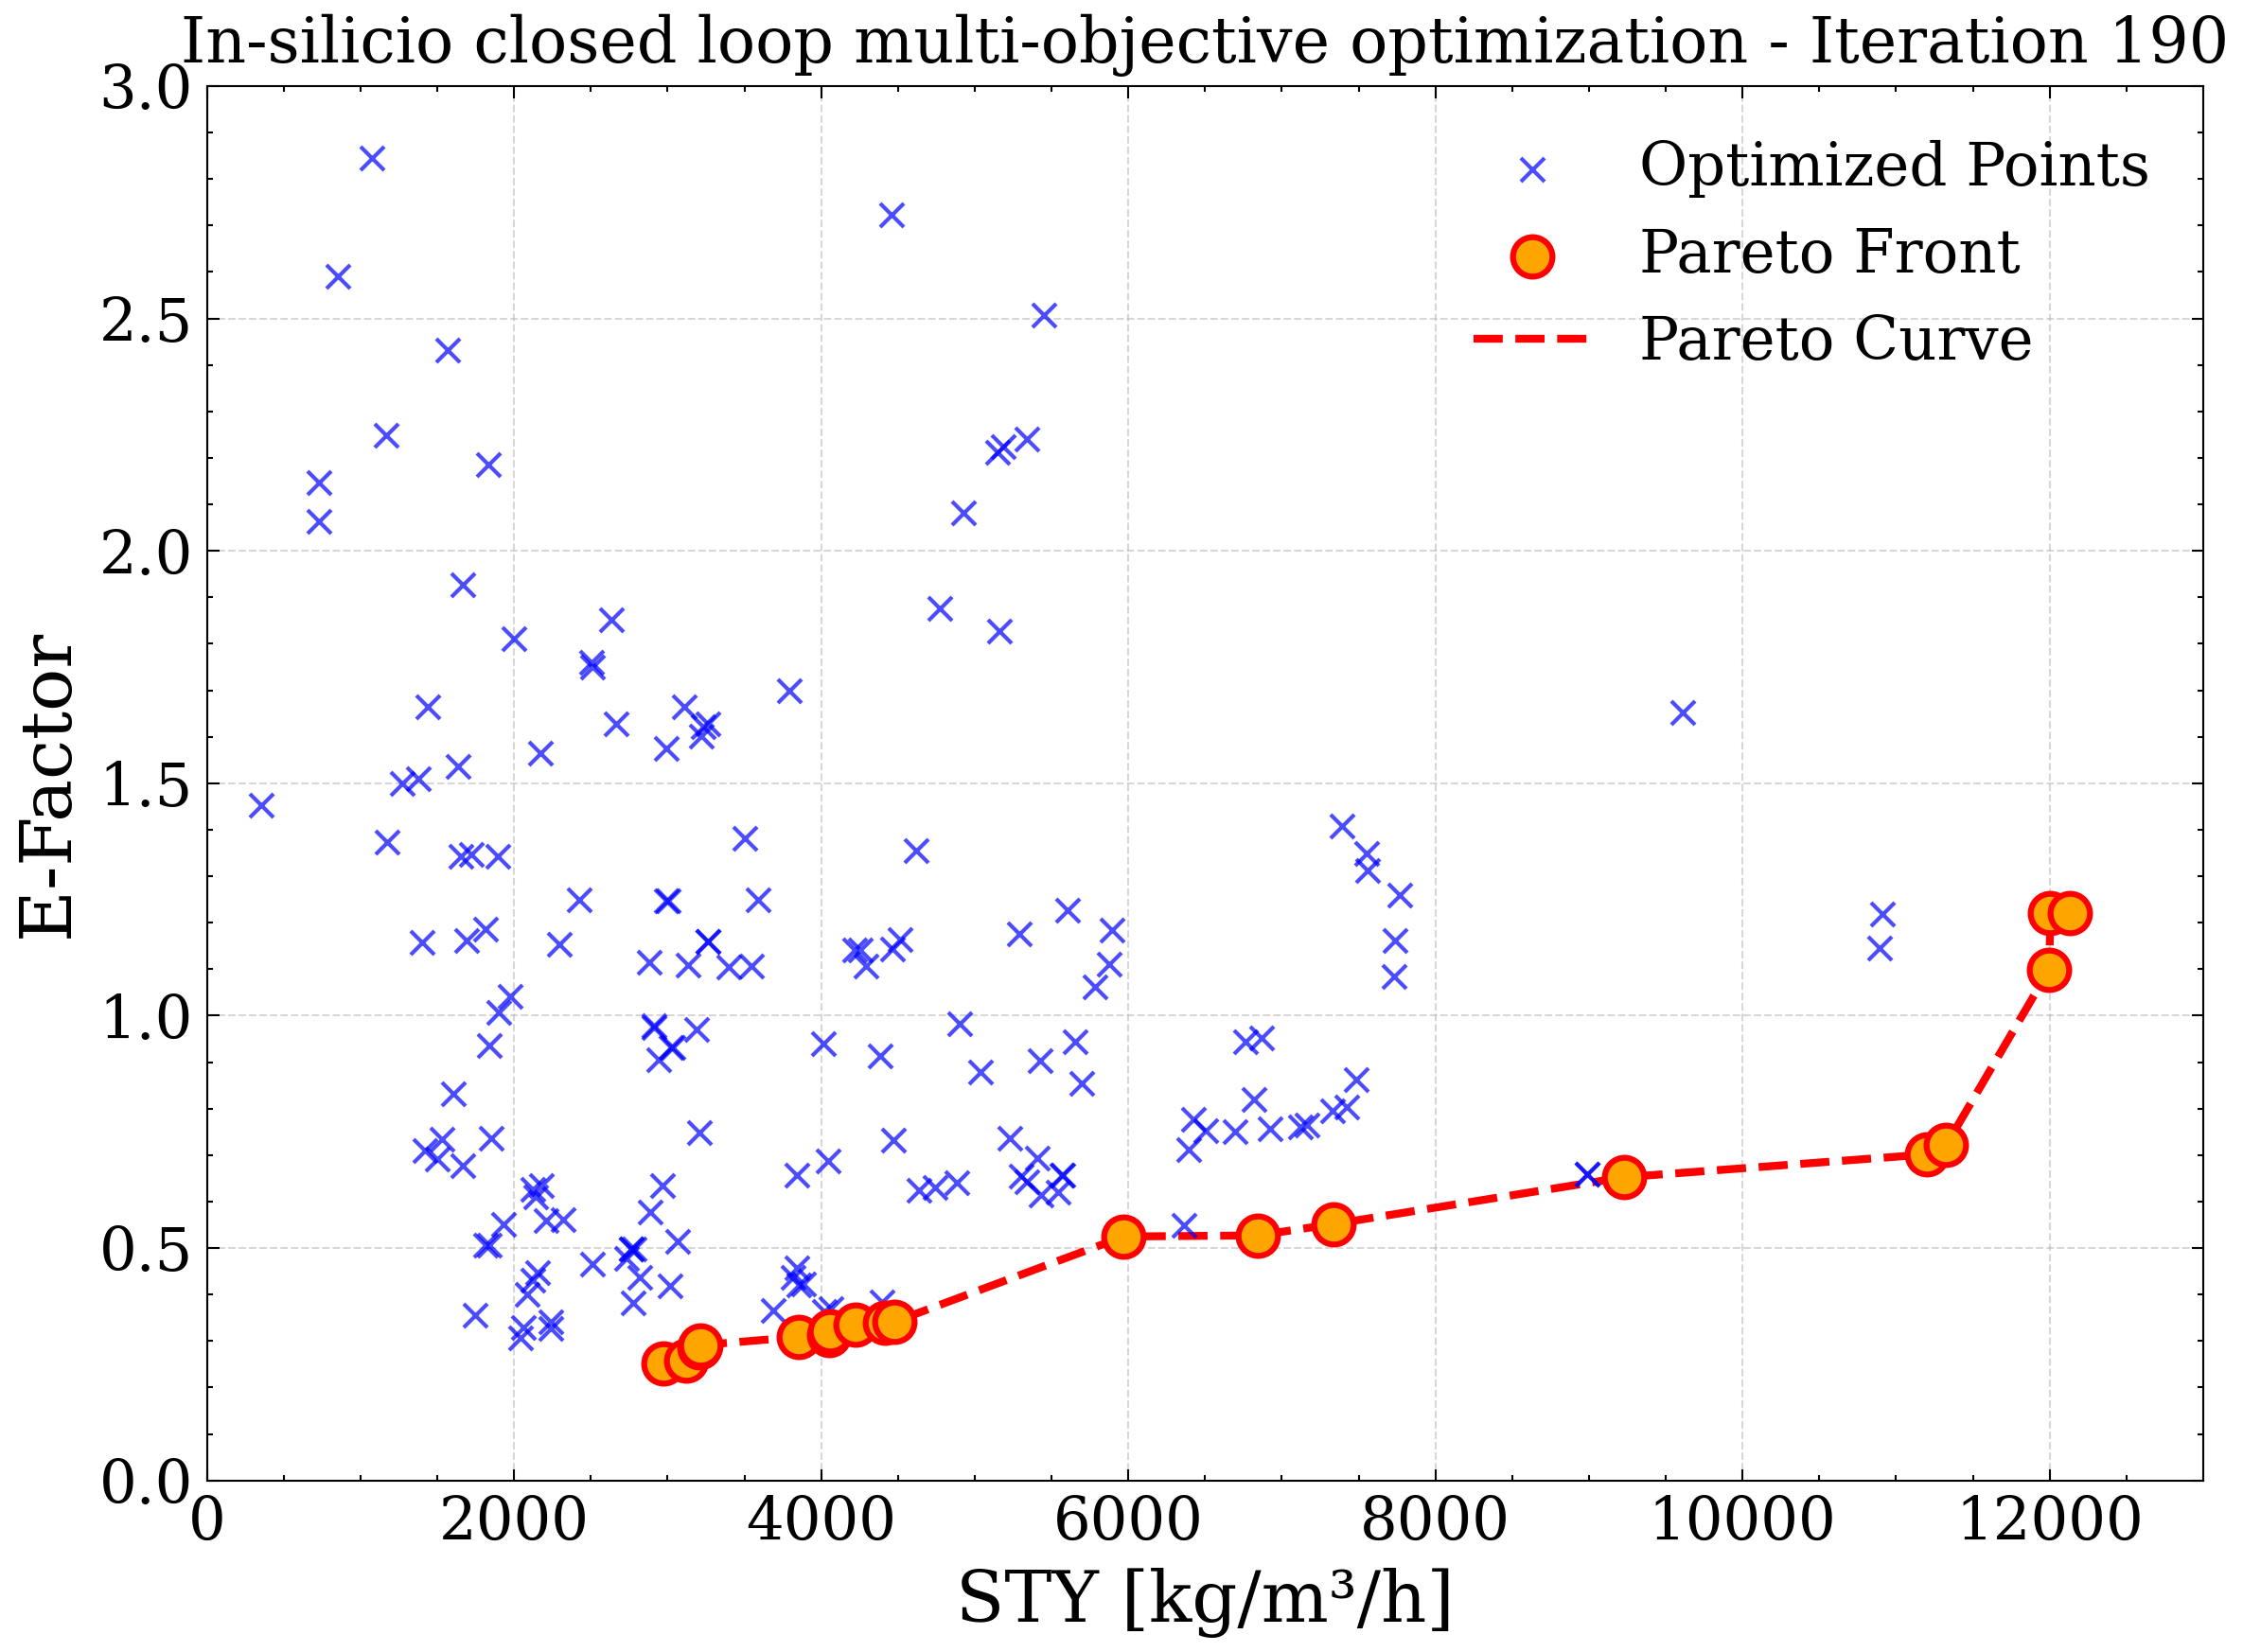 In-silicio closed loop multi-objective optimization - Iteration 190
3.0
2.5
2.0
1.5
1.0
0.5
0.0
E-Factor
Optimized Points
Pareto Front
Pareto Curve
0 2000 4000 6000 8000 10000 12000
STY [kg/m³/h]